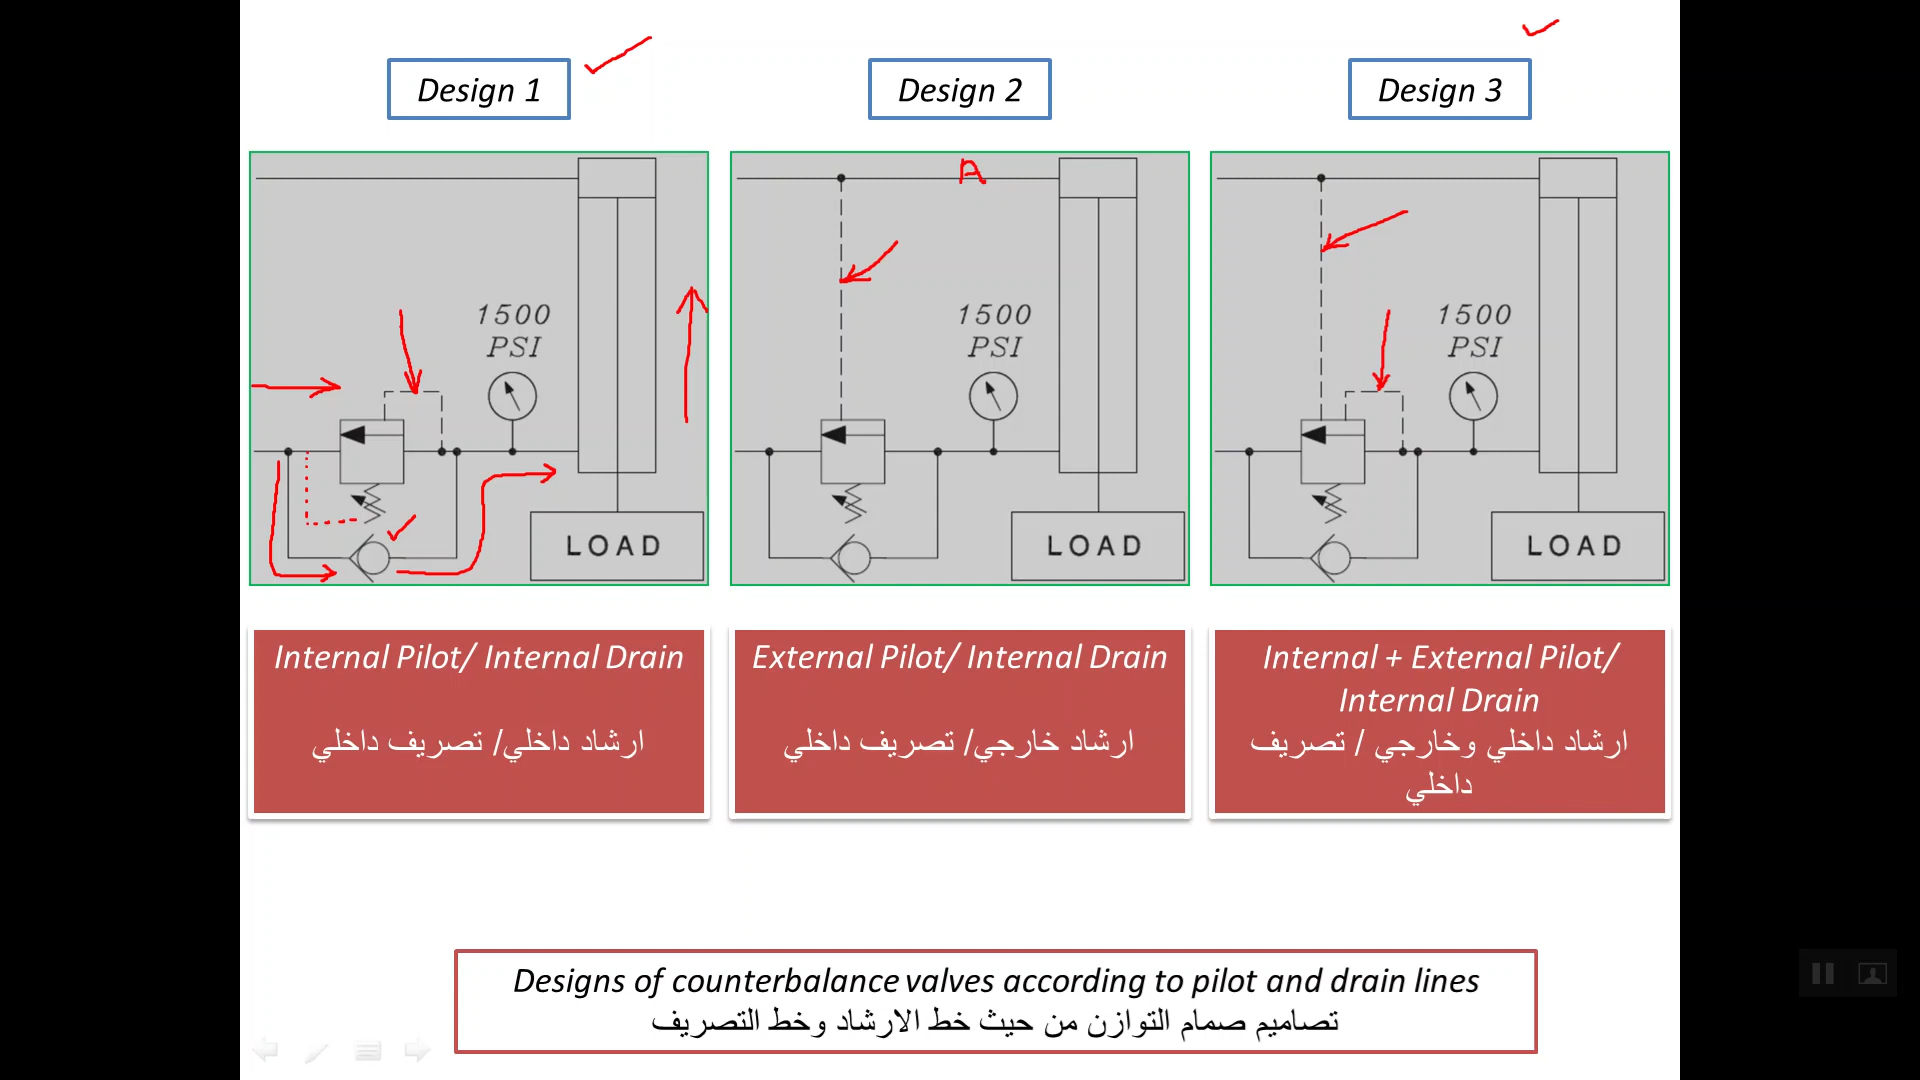 Design 1
Design 2
Design 3
A
1500
PSI
LOAD
1500
PSI
LOAD
1500
PSI
LOAD
Internal Pilot/ Internal Drain
ارشاد داخلي/ تصريف داخلي
External Pilot/ Internal Drain
ارشاد خارجي/ تصريف داخلي
Internal + External Pilot/
Internal Drain
ارشاد داخلي وخارجي / تصريف
داخلي
Designs of counterbalance valves according to pilot and drain lines
تصاميم صمام التوازن من حيث خط الارشاد وخط التصريف